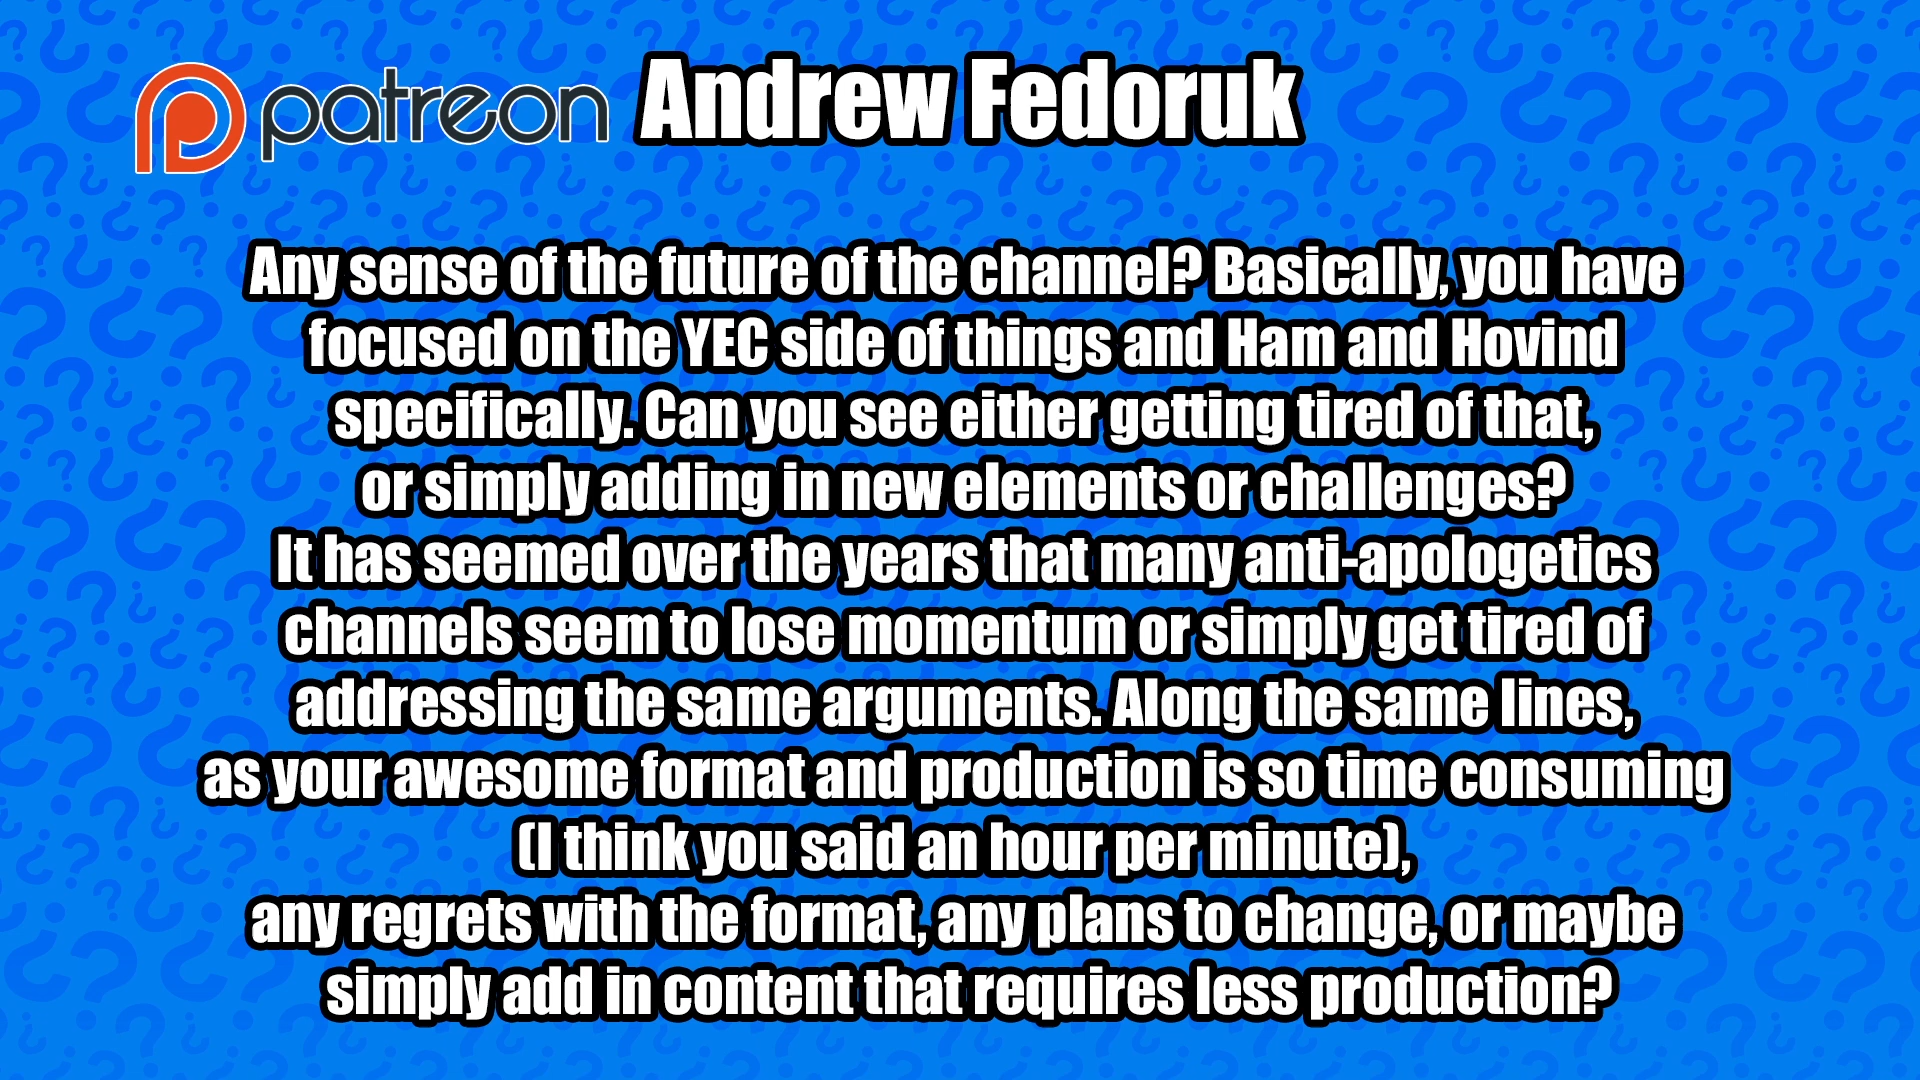 patreon Andrew Fedoruk
Any sense of the future of the channel? Basically, you have
focused on the YEC side of things and Ham and Hovind
specifically. Can you see either getting tired of that,
or simply adding in new elements or challenges?
It has seemed over the years that many anti-apologetics
channels seem to lose momentum or simply get tired of
addressing the same arguments. Along the same lines,
as your awesome format and production is so time consuming
(I think you said an hour per minute),
any regrets with the format, any plans to change, or maybe
simply add in content that requires less production?